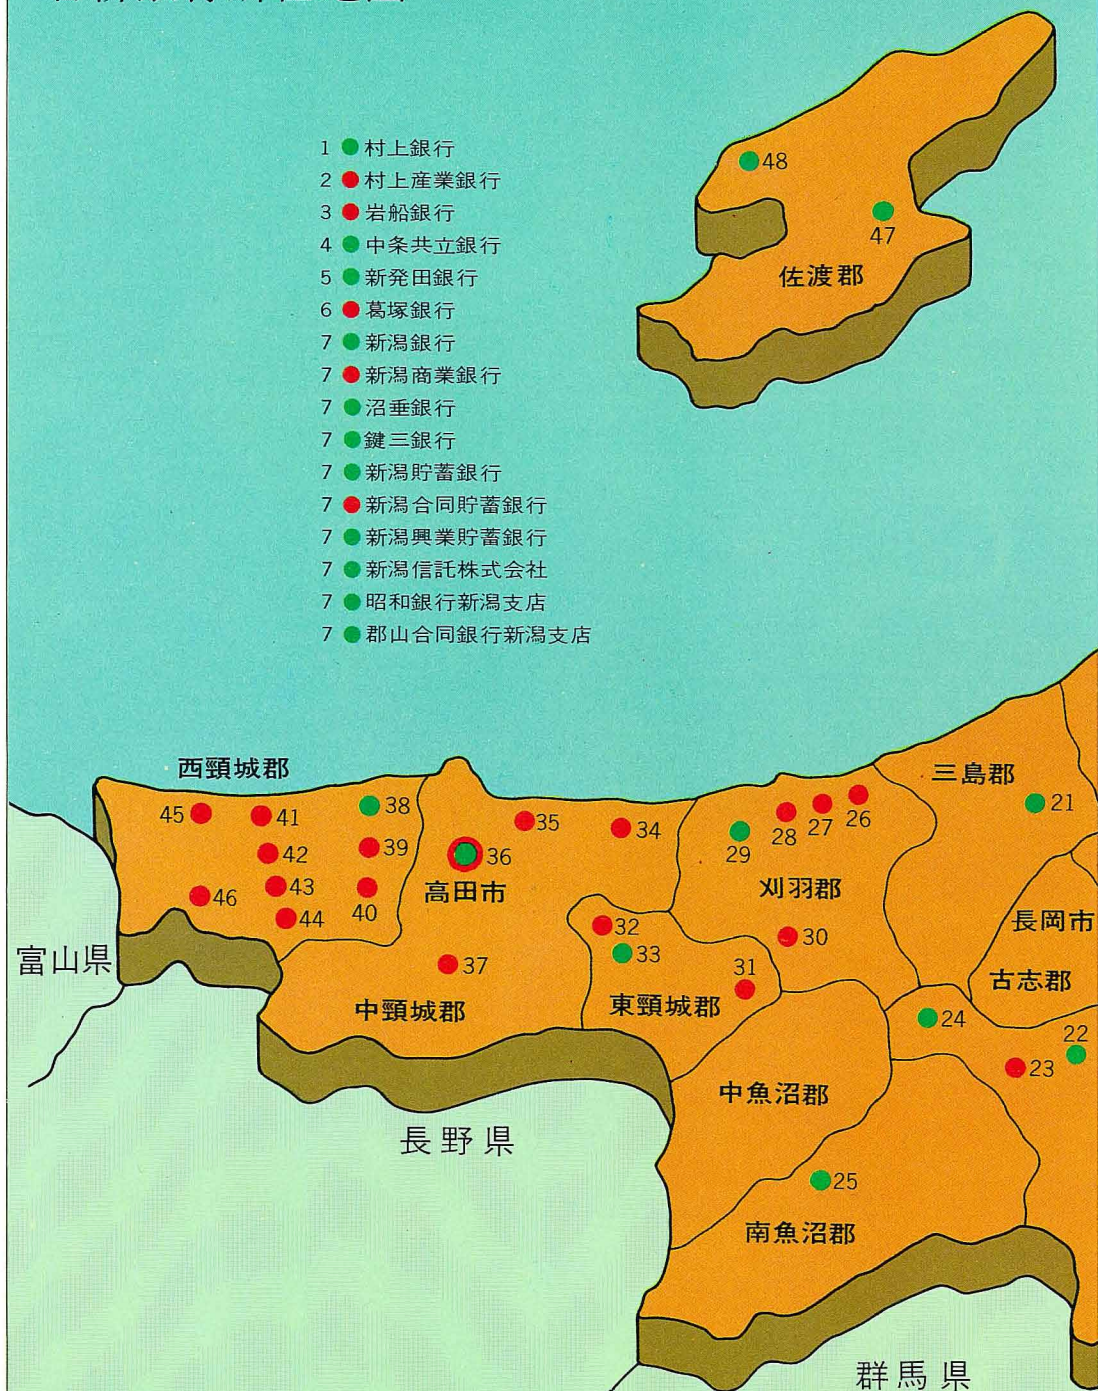 1 ● 村上銀行
2 ● 村上産業銀行
3 ● 岩船銀行
4 ● 中条共立銀行
5 ● 新発田銀行
6 ● 葛塚銀行
7 ● 新潟銀行
7 ● 新潟商業銀行
7 ● 沼垂銀行
7 ● 鍵三銀行
7 ● 新潟貯蓄銀行
7 ● 新潟合同貯蓄銀行
7 ● 新潟興業貯蓄銀行
7 ● 新潟信託株式会社
7 ● 昭和銀行新潟支店
7 ● 郡山合同銀行新潟支店
48
47
佐渡郡
西頸城郡
45
41
38
42
39
46
43
40
44
富山県
35
34
36
高田市
37
中頸城郡
32
33
31
東頸城郡
28
27
26
29
刈羽郡
30
三島郡
21
長岡市
古志郡
24
22
23
中魚沼郡
25
南魚沼郡
長野県
群馬県